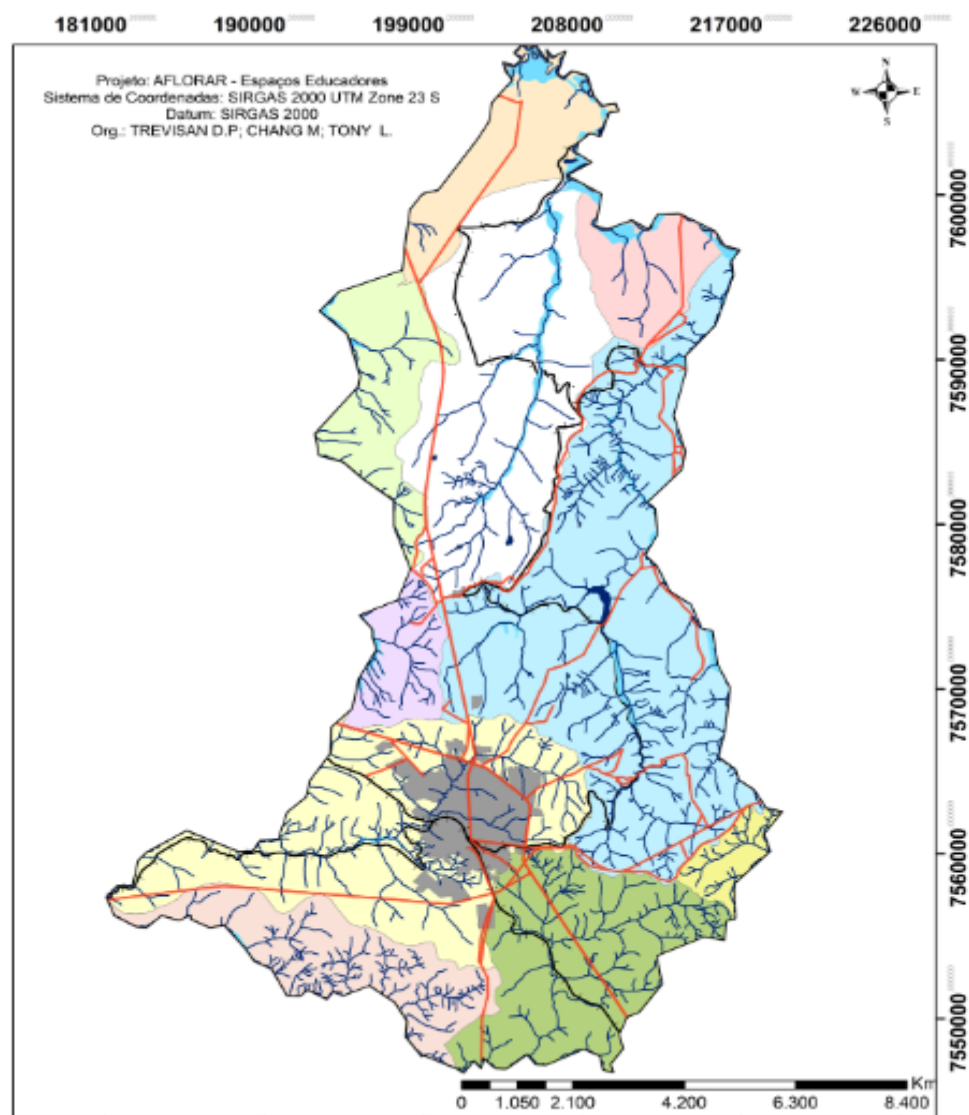 181000 190000 199000 208000 217000 226000
Projeto: AFLORAR - Espaços Educadores
Sistema de Coordenadas: SIRGAS 2000 UTM Zone 23 S
Datum: SIRGAS 2000
Org.: TREVISAN D.P; CHANG M; TONY L.
N
W E
S
7600000
7590000
7580000
7570000
7560000
7550000
Km
0 1.050 2.100 4.200 6.300 8.400